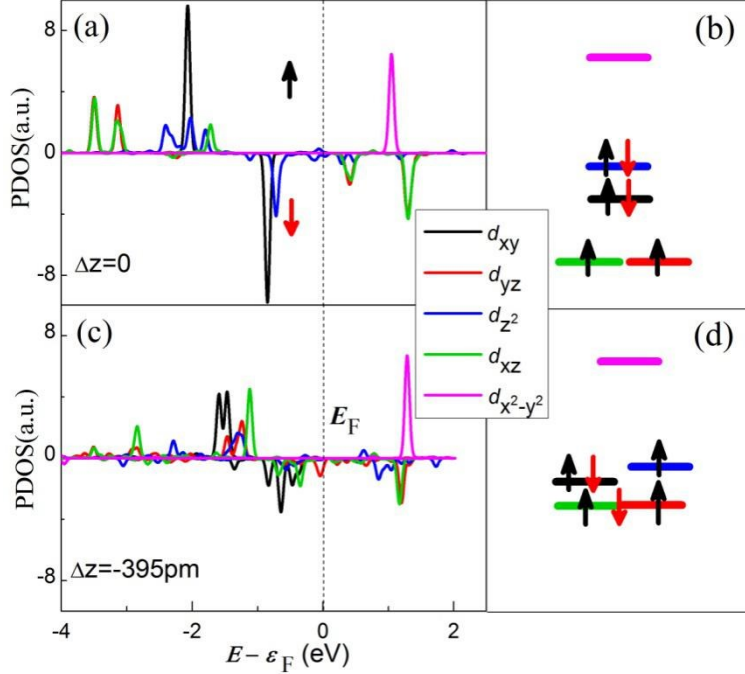 (a)
(b)
8
0
-8
PDOS(a.u.)
Δz=0
d_xy
d_yz
d_z²
d_xz
d_x²-y²
(c)
(d)
8
0
-8
PDOS(a.u.)
E_F
Δz=-395pm
-4 -2 0 2
E − ε_F (eV)